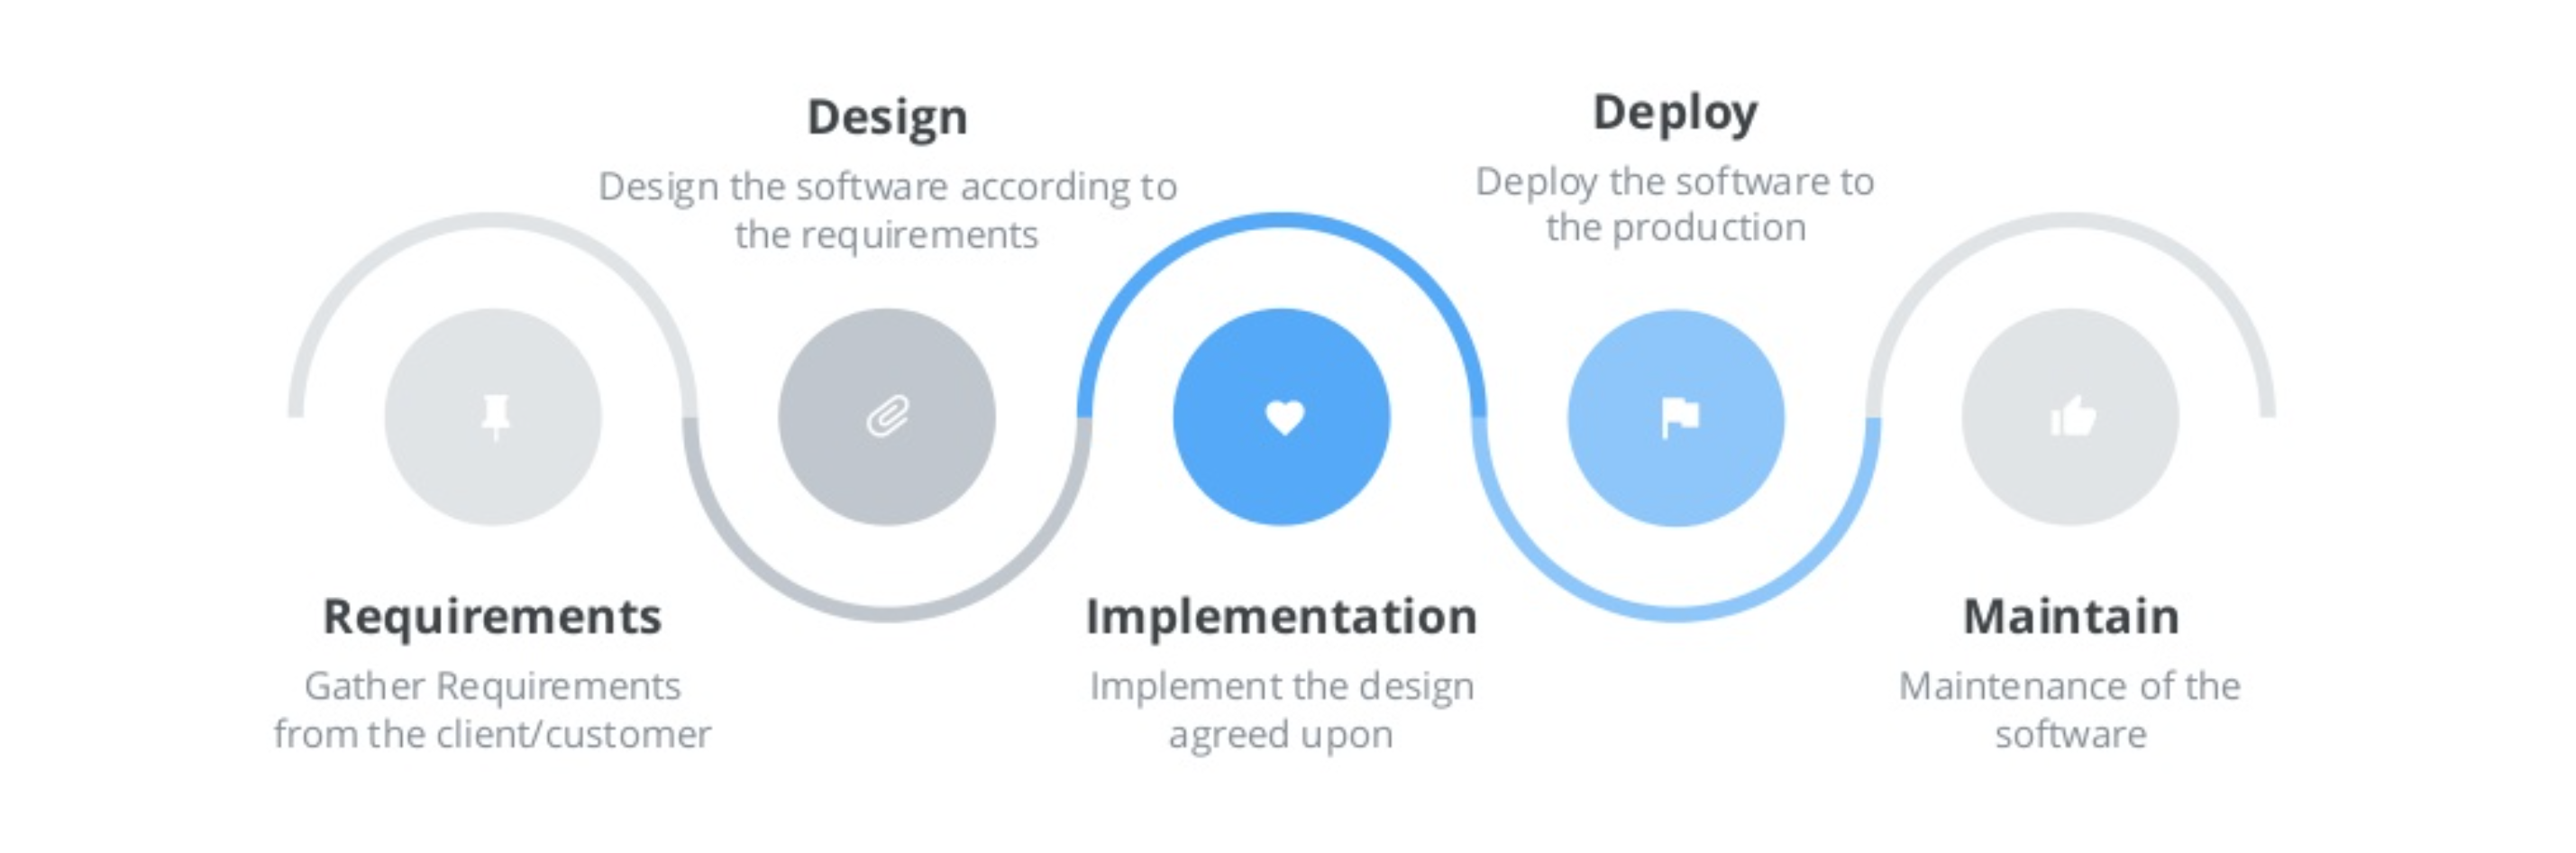 Requirements
Gather Requirements
from the client/customer
Design
Design the software according to
the requirements
Implementation
Implement the design
agreed upon
Deploy
Deploy the software to
the production
Maintain
Maintenance of the
software